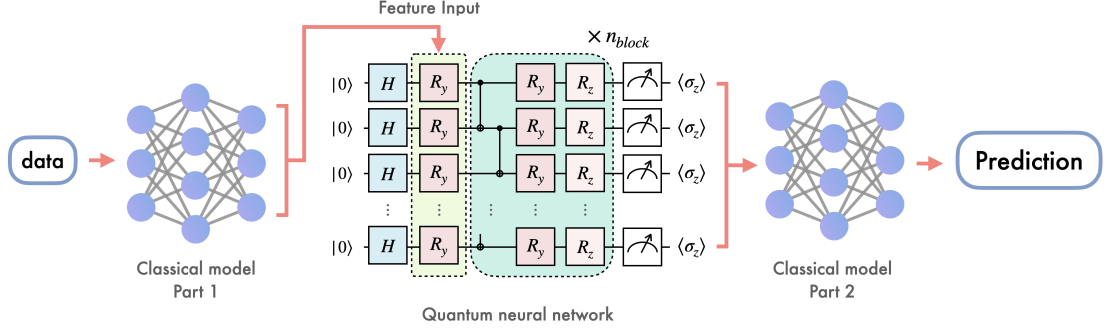 Feature Input
× n_block
|0⟩ H R_y R_y R_z ⟨σ_z⟩
|0⟩ H R_y R_y R_z ⟨σ_z⟩
data
Prediction
|0⟩ H R_y R_y R_z ⟨σ_z⟩
⋮ ⋮ ⋮ ⋮ ⋮
|0⟩ H R_y R_y R_z ⟨σ_z⟩
Classical model
Part 1
Classical model
Part 2
Quantum neural network